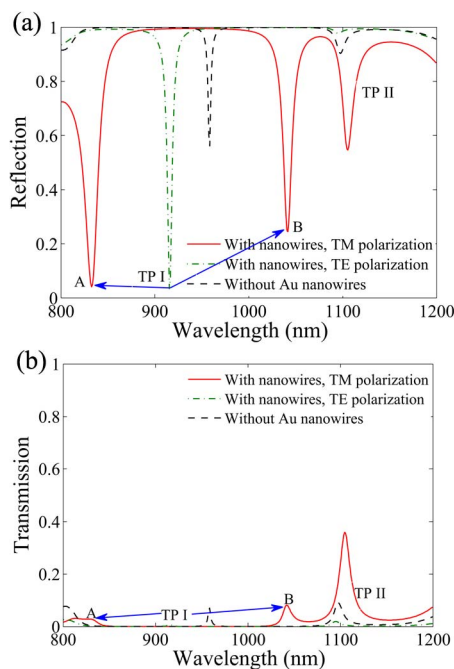 (a)
1
0.8
0.6
0.4
0.2
0
Reflection
TP II
B
A
TP I
With nanowires, TM polarization
With nanowires, TE polarization
Without Au nanowires
800
900
1000
1100
1200
Wavelength (nm)
(b)
1
0.8
0.6
0.4
0.2
0
Transmission
With nanowires, TM polarization
With nanowires, TE polarization
Without Au nanowires
A
TP I
B
TP II
800
900
1000
1100
1200
Wavelength (nm)